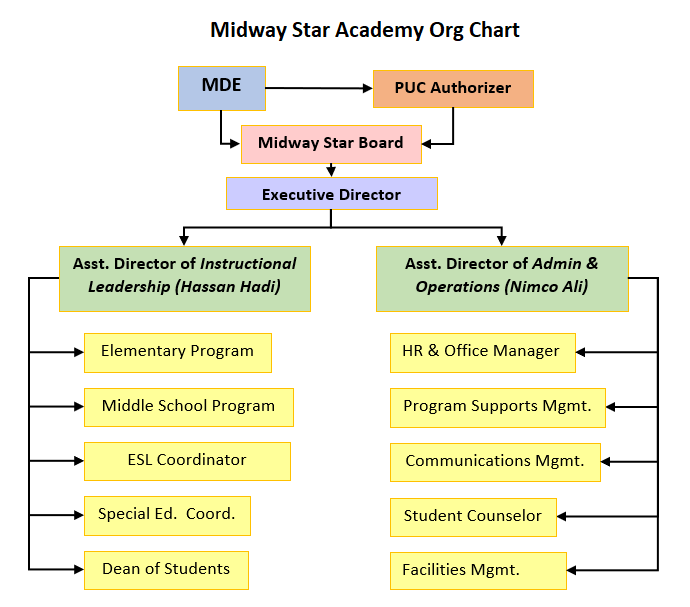 Midway Star Academy Org Chart
MDE
PUC Authorizer
Midway Star Board
Executive Director
Asst. Director of Instructional
Leadership (Hassan Hadi)
Asst. Director of Admin &
Operations (Nimco Ali)
Elementary Program
HR & Office Manager
Middle School Program
Program Supports Mgmt.
ESL Coordinator
Communications Mgmt.
Special Ed.  Coord.
Student Counselor
Dean of Students
Facilities Mgmt.